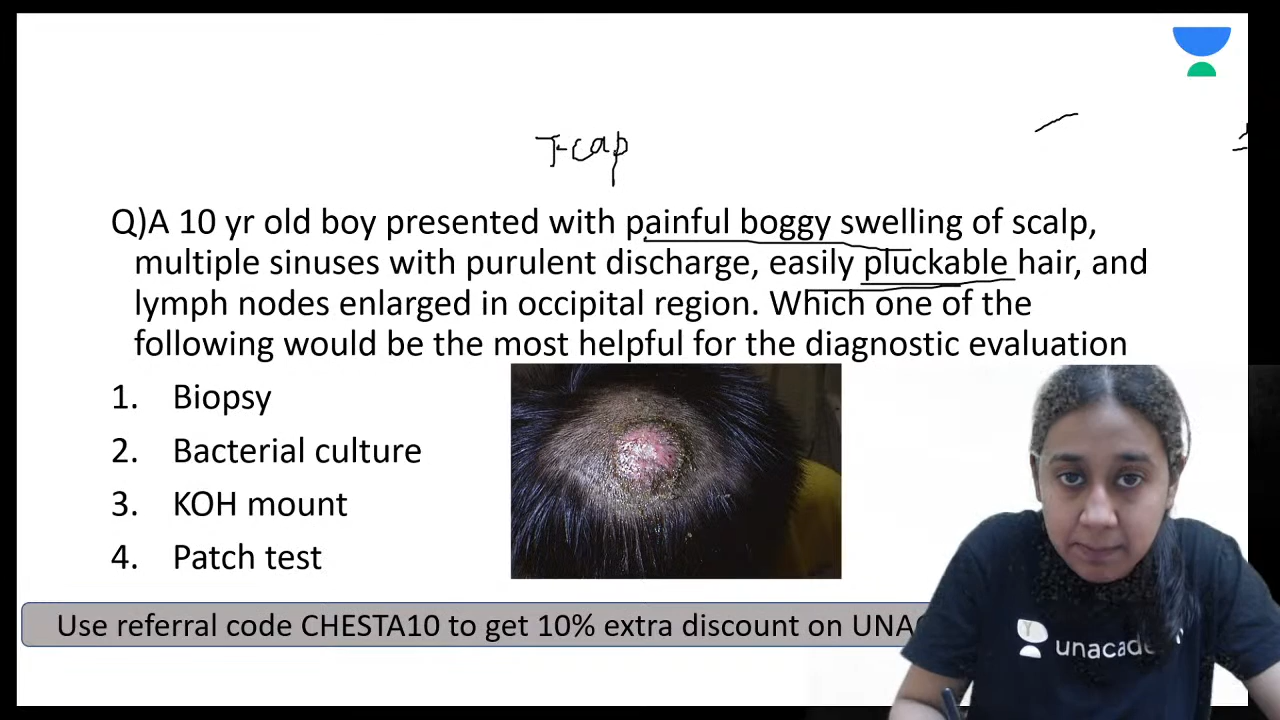 T.cap
Q)A 10 yr old boy presented with painful boggy swelling of scalp,
multiple sinuses with purulent discharge, easily pluckable hair, and
lymph nodes enlarged in occipital region. Which one of the
following would be the most helpful for the diagnostic evaluation
1. Biopsy
2. Bacterial culture
3. KOH mount
4. Patch test
Use referral code CHESTA10 to get 10% extra discount on UNAC
unacade